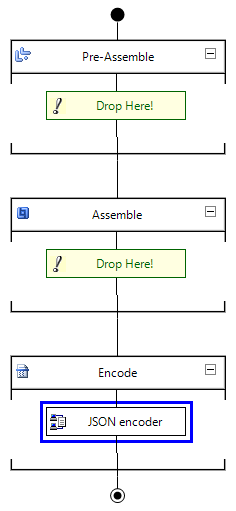 Pre-Assemble
Drop Here!
Assemble
Drop Here!
Encode
JSON encoder